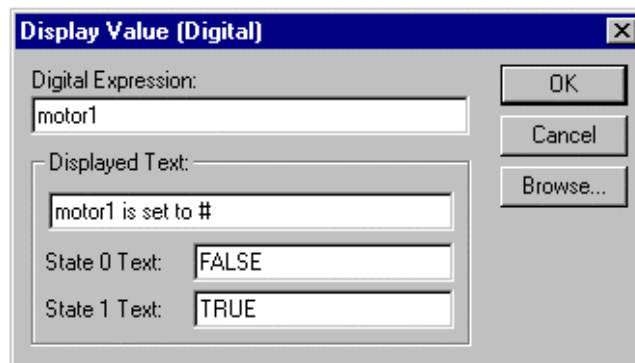 Display Value (Digital)
Digital Expression:
OK
motor1
Cancel
Displayed Text:
Browse...
motor1 is set to #
State 0 Text: FALSE
State 1 Text: TRUE